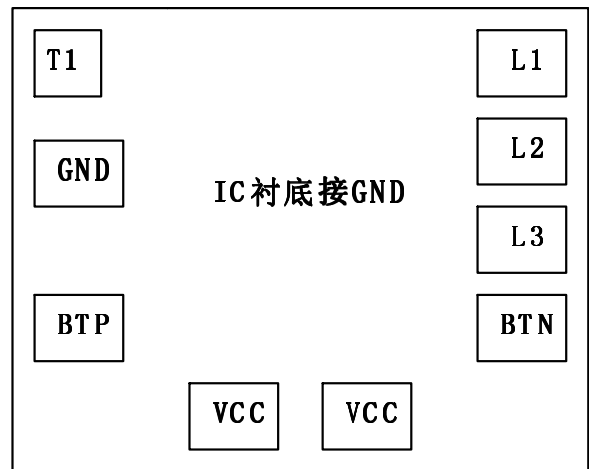 T1
L1
L2
GND
IC衬底接GND
L3
BTP
BTN
VCC
VCC